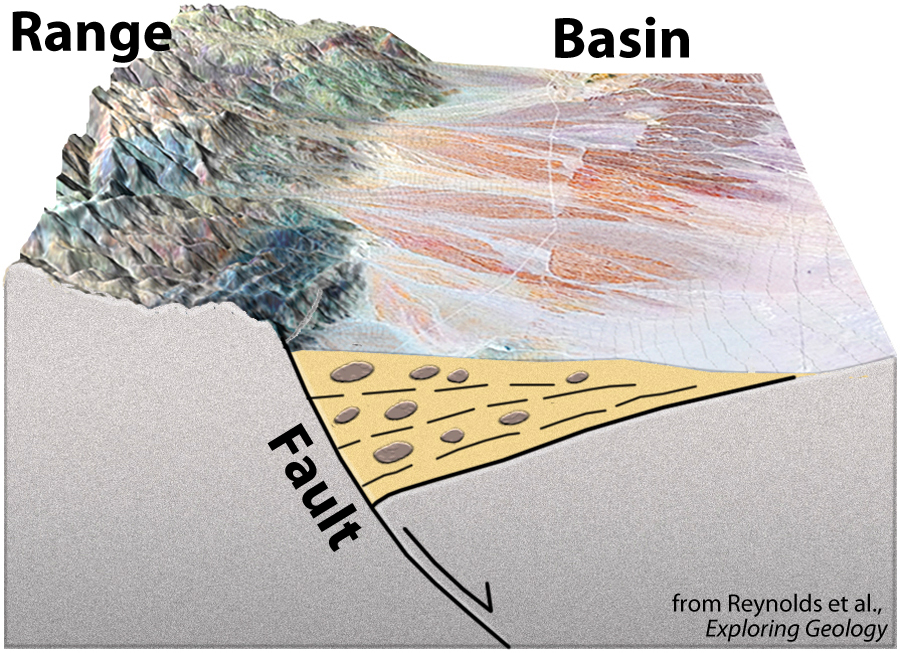 Range
Basin
Fault
from Reynolds et al.,
Exploring Geology